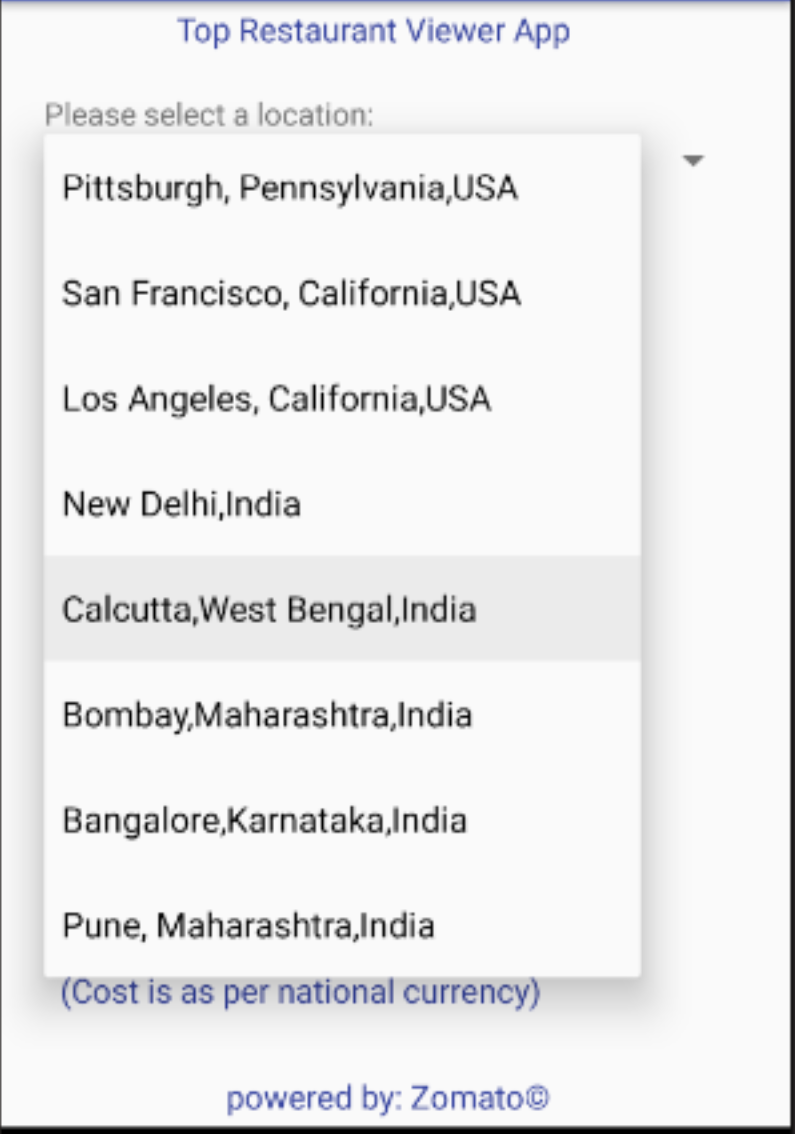 Top Restaurant Viewer App
Please select a location:
Pittsburgh, Pennsylvania,USA
San Francisco, California,USA
Los Angeles, California,USA
New Delhi,India
Calcutta,West Bengal,India
Bombay,Maharashtra,India
Bangalore,Karnataka,India
Pune, Maharashtra,India
(Cost is as per national currency)
powered by: Zomato©